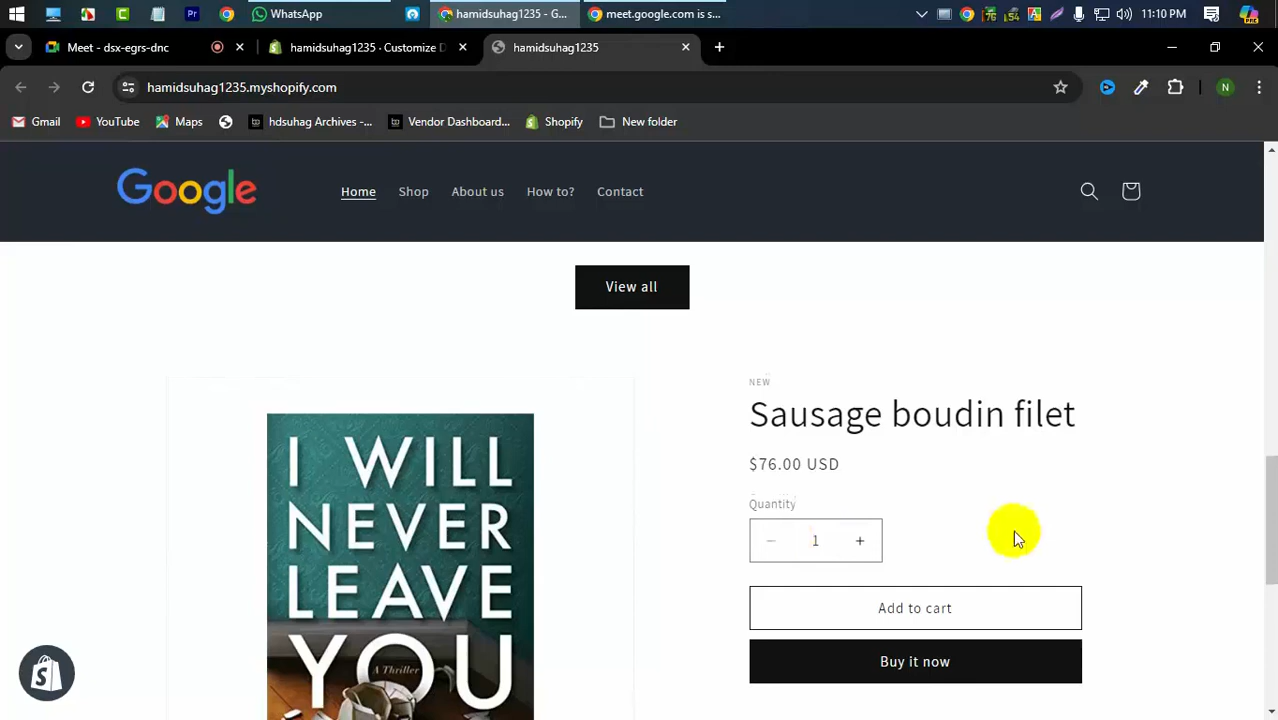 WhatsApp
hamidsuhag1235 - G...
meet.google.com is s...
76
54
11:10 PM
Meet - dsx-egrs-dnc
hamidsuhag1235 · Customize D
hamidsuhag1235
hamidsuhag1235.myshopify.com
N
Gmail
YouTube
Maps
hdsuhag Archives -...
Vendor Dashboard...
Shopify
New folder
Google
Home
Shop
About us
How to?
Contact
View all
NEW
Sausage boudin filet
$76.00 USD
Quantity
1
Add to cart
Buy it now
I WILL
NEVER
LEAVE
YOU
A Thriller